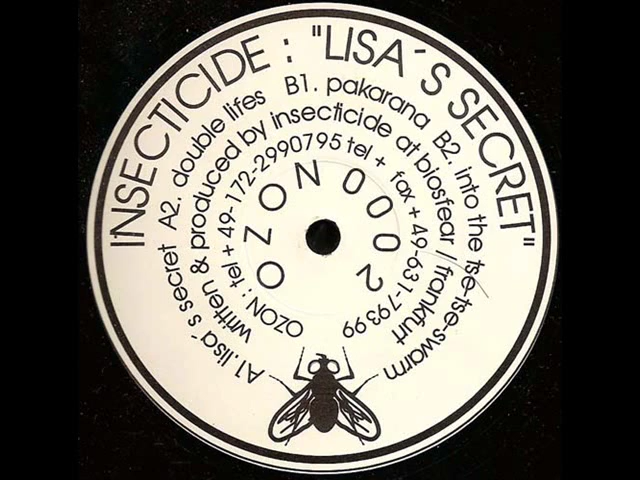 INSECTICIDE : "LISA´S SECRET"
A1. lisa´s secret A2. double lifes B1. pakarana B2. into the tse-tse-swarm
written & produced by insecticide at biosfear / frankfurt
OZON : tel + 49-172-2990795 tel + fax + 49-631-79399
OZON 0002